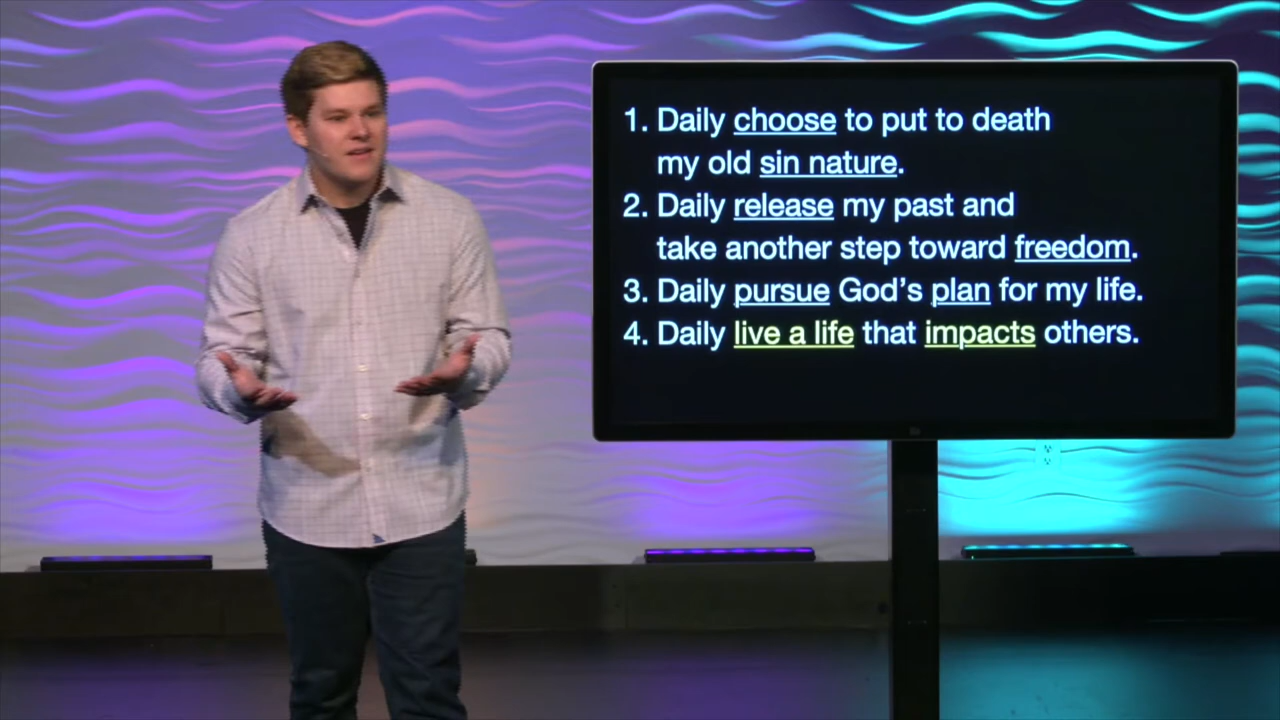 1. Daily choose to put to death
my old sin nature.
2. Daily release my past and
take another step toward freedom.
3. Daily pursue God’s plan for my life.
4. Daily live a life that impacts others.